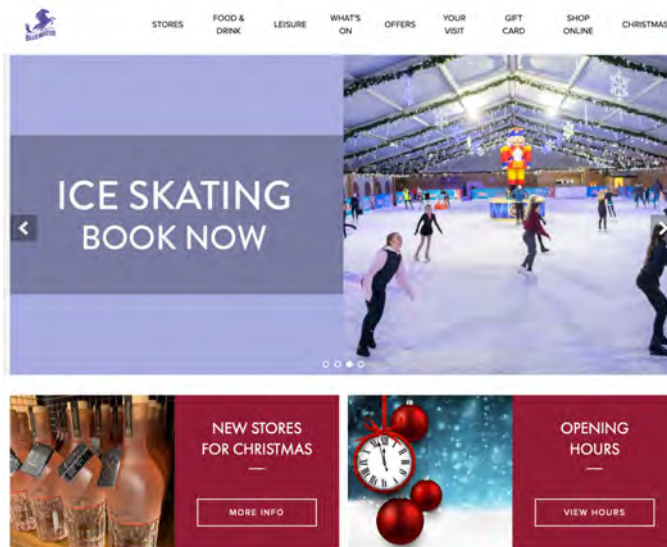 BLUEWATER
STORES
FOOD &
DRINK
LEISURE
WHAT'S
ON
OFFERS
YOUR
VISIT
GIFT
CARD
SHOP
ONLINE
CHRISTMAS
ICE SKATING
BOOK NOW
NEW STORES
FOR CHRISTMAS
MORE INFO
OPENING
HOURS
VIEW HOURS